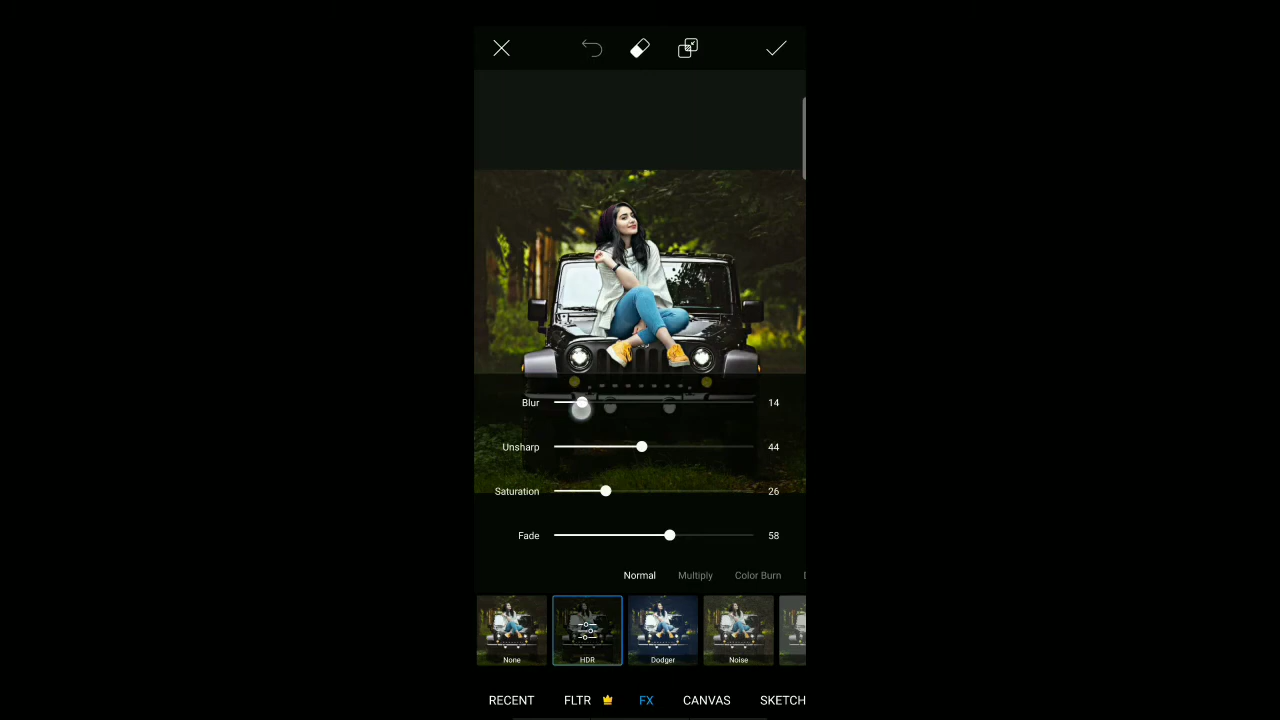 Blur 14
Unsharp 44
Saturation 26
Fade 58
Normal Multiply Color Burn
None HDR Dodger Noise
RECENT FLTR FX CANVAS SKETCH